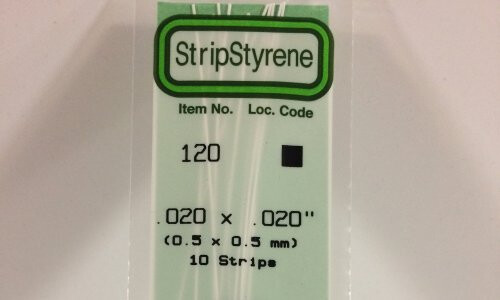 StripStyrene
Item No. Loc. Code
120
.020 x .020"
(0.5 x 0.5 mm)
10 Strips